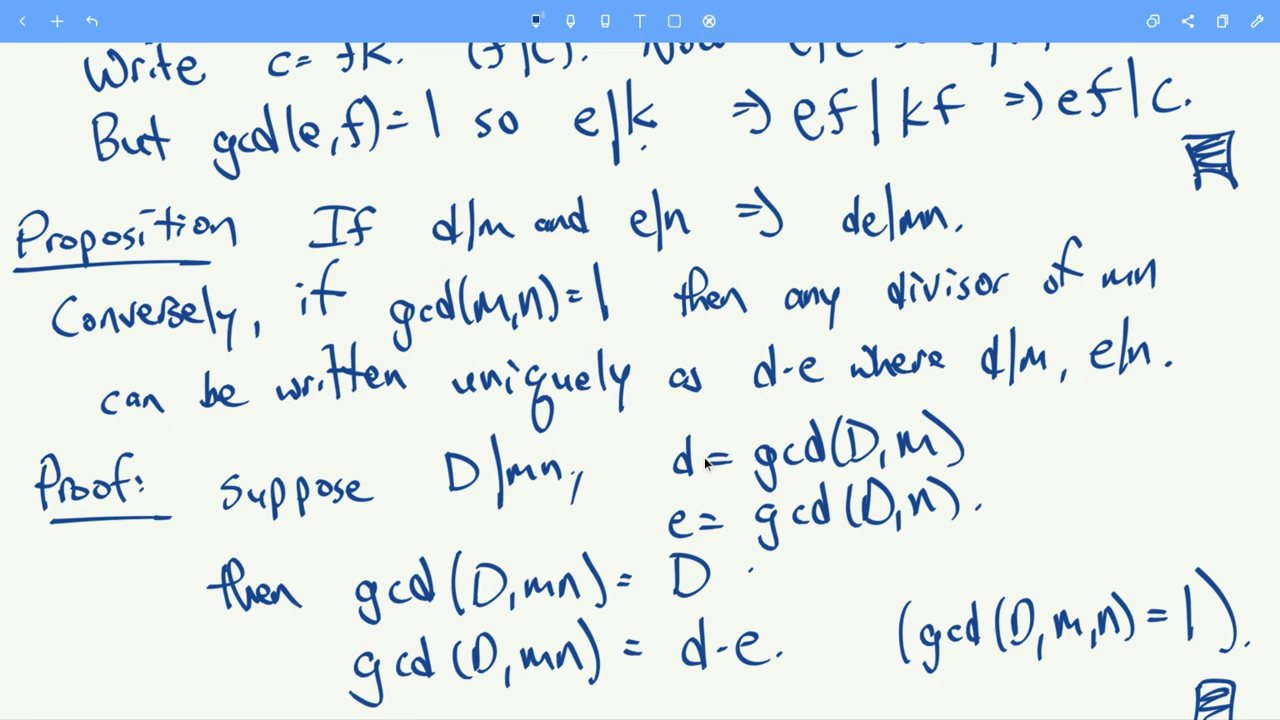 Write c = fk. (f|c). Now
But gcd(e,f)=1 so e|k. => ef|kf => ef|c.
Proposition If d|m and e|n => de|mn.
Conversely, if gcd(m,n)=1 then any divisor of mn
can be written uniquely as d·e where d|m, e|n.
Proof: Suppose D|mn, d = gcd(D,m)
e = gcd(D,n).
then gcd(D,mn) = D.
gcd(D,mn) = d·e. (gcd(D,m,n) = 1).